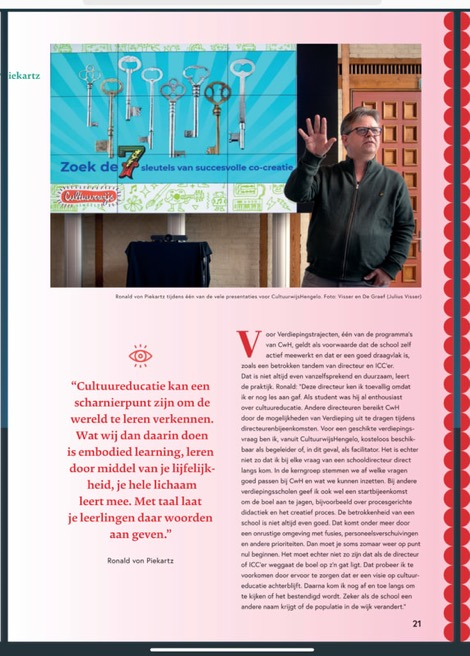 iekartz
Zoek de 7 sleutels van succesvolle co-creatie
Cultuurwijs
Ronald von Piekartz tijdens één van de vele presentaties voor CultuurwijsHengelo. Foto: Visser en De Graef (Julius Visser)
“Cultuureducatie kan een
scharnierpunt zijn om de
wereld te leren verkennen.
Wat wij dan daarin doen
is embodied learning, leren
door middel van je lijfelijk-
heid, je hele lichaam
leert mee. Met taal laat
je leerlingen daar woorden
aan geven.”
Ronald von Piekartz
Voor Verdiepingstrajecten, één van de programma's
van CwH, geldt als voorwaarde dat de school zelf
actief meewerkt en dat er een goed draagvlak is,
zoals een betrokken tandem van directeur en ICC'er.
Dat is niet altijd even vanzelfsprekend en duurzaam, leert
de praktijk. Ronald: “Deze directeur ken ik toevallig omdat
ik er nog les aan gaf. Als student was hij al enthousiast
over cultuureducatie. Andere directeuren bereikt CwH
door de mogelijkheden van Verdieping uit te dragen tijdens
directeurenbijeenkomsten. Voor een geschikte verdiepings-
vraag ben ik, vanuit CultuurwijsHengelo, kosteloos beschik-
baar als begeleider of, in dit geval, als facilitator. Het is echter
niet zo dat ik bij elke vraag van een schooldirecteur direct
langs kom. In de kerngroep stemmen we af welke vragen
goed passen bij CwH en wat we kunnen inzetten. Bij andere
verdiepingsscholen geef ik ook wel een startbijeenkomst
om de boel aan te jagen, bijvoorbeeld over procesgerichte
didactiek en het creatief proces. De betrokkenheid van een
school is niet altijd even goed. Dat komt onder meer door
een onrustige omgeving met fusies, personeelsverschuivingen
en andere prioriteiten. Dan moet je soms zomaar weer op punt
nul beginnen. Het moet echter niet zo zijn dat als de directeur
of ICC'er weggaat de boel op z'n gat ligt. Dat probeer ik te
voorkomen door ervoor te zorgen dat er een visie op cultuur-
educatie achterblijft. Daarna kom ik nog af en toe langs om
te kijken of het bestendigd wordt. Zeker als de school een
andere naam krijgt of de populatie in de wijk verandert.”
21